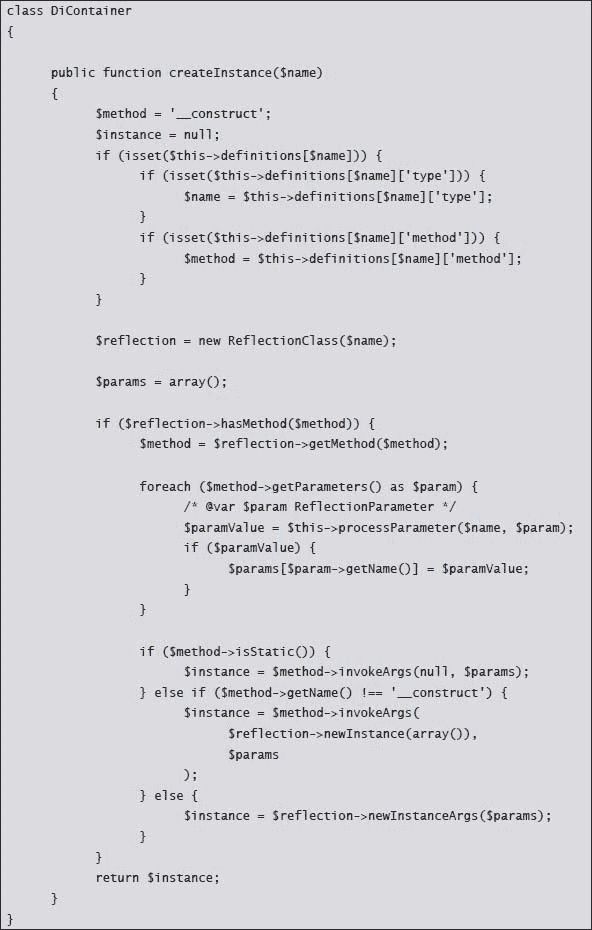 class DiContainer
{
public function createInstance($name)
{
$method = '__construct';
$instance = null;
if (isset($this->definitions[$name])) {
if (isset($this->definitions[$name]['type'])) {
$name = $this->definitions[$name]['type'];
}
if (isset($this->definitions[$name]['method'])) {
$method = $this->definitions[$name]['method'];
}
}
$reflection = new ReflectionClass($name);
$params = array();
if ($reflection->hasMethod($method)) {
$method = $reflection->getMethod($method);
foreach ($method->getParameters() as $param) {
/* @var $param ReflectionParameter */
$paramValue = $this->processParameter($name, $param);
if ($paramValue) {
$params[$param->getName()] = $paramValue;
}
}
if ($method->isStatic()) {
$instance = $method->invokeArgs(null, $params);
} else if ($method->getName() !== '__construct') {
$instance = $method->invokeArgs(
$reflection->newInstance(array()),
$params
);
} else {
$instance = $reflection->newInstanceArgs($params);
}
}
return $instance;
}
}